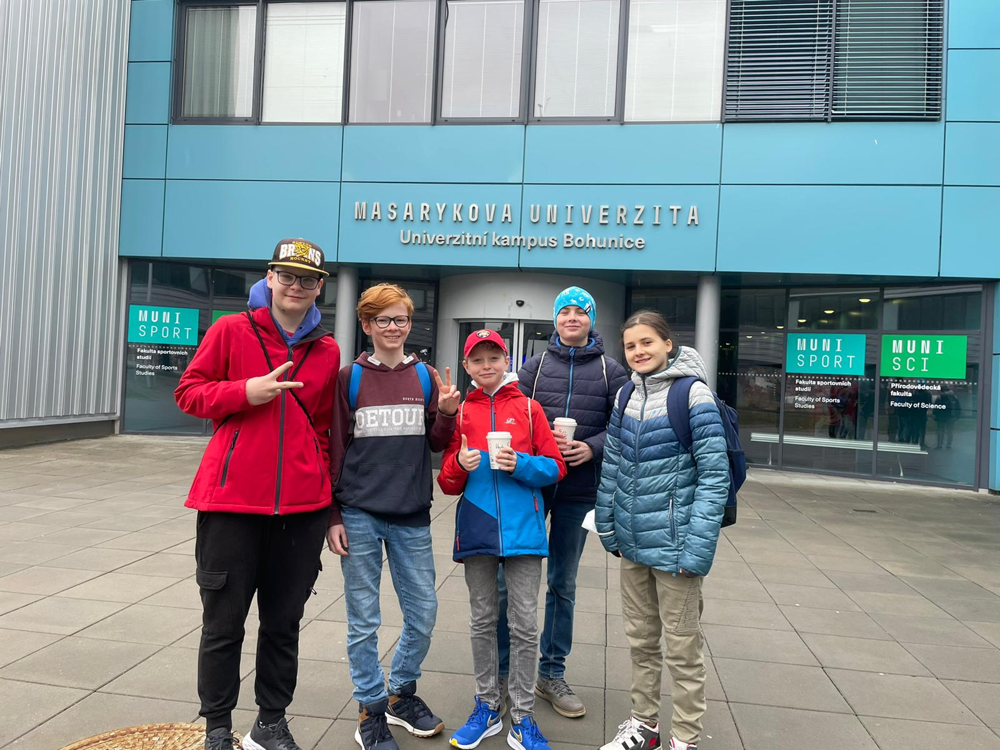 MASARYKOVA UNIVERZITA
Univerzitní kampus Bohunice
BOSTON
BRUINS
HOCKEY
MUNI
SPORT
Fakulta sportovních
studií
Faculty of Sports
Studies
DETOUR
MUNI
SPORT
Fakulta sportovních
studií
Faculty of Sports
Studies
MUNI
SCI
Přírodovědecká
fakulta
Faculty of Science